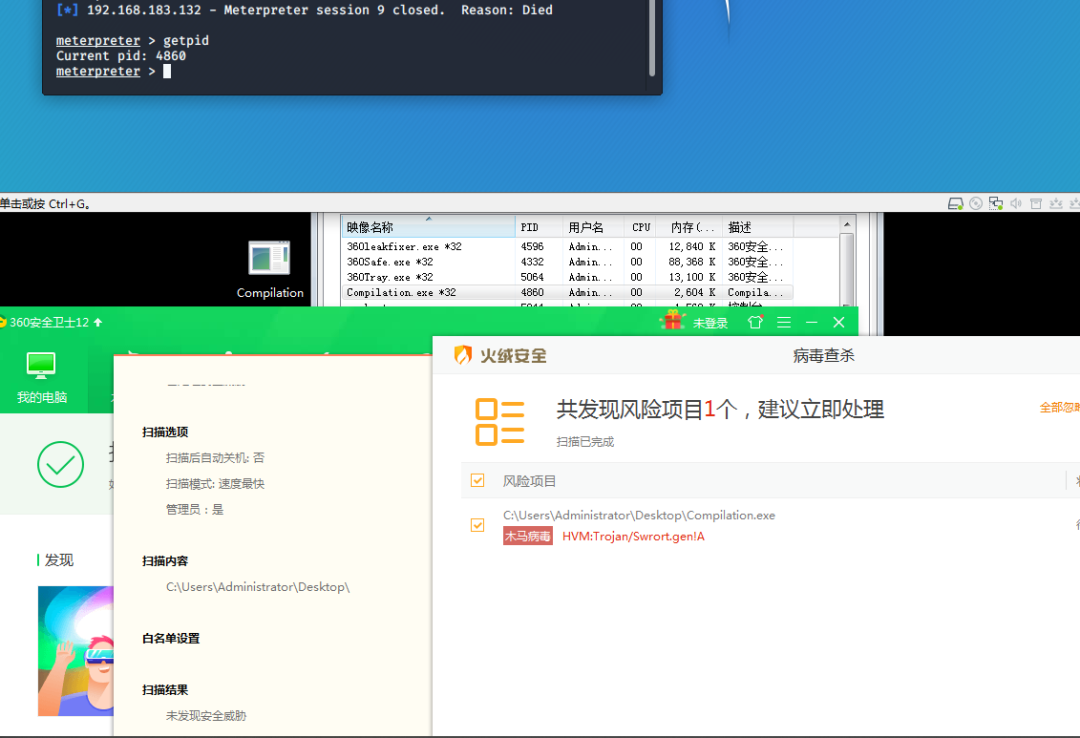 [*] 192.168.183.132 - Meterpreter session 9 closed.  Reason: Died
meterpreter > getpid
Current pid: 4860
meterpreter >
单击或按 Ctrl+G。
Compilation
映像名称 PID 用户名 CPU 内存(... 描述
360leakfixer.exe *32 4596 Admin... 00 12,840 K 360安全...
360Safe.exe *32 4332 Admin... 00 88,368 K 360安全...
360Tray.exe *32 5064 Admin... 00 13,100 K 360安全...
Compilation.exe *32 4860 Admin... 00 2,604 K Compila...
360安全卫士12
未登录
我的电脑
发现
扫描选项
扫描后自动关机: 否
扫描模式: 速度最快
管理员：是
扫描内容
C:\Users\Administrator\Desktop\
白名单设置
扫描结果
未发现安全威胁
火绒安全
病毒查杀
共发现风险项目1个，建议立即处理
全部忽略
扫描已完成
风险项目
C:\Users\Administrator\Desktop\Compilation.exe
木马病毒 HVM:Trojan/Swrort.gen!A